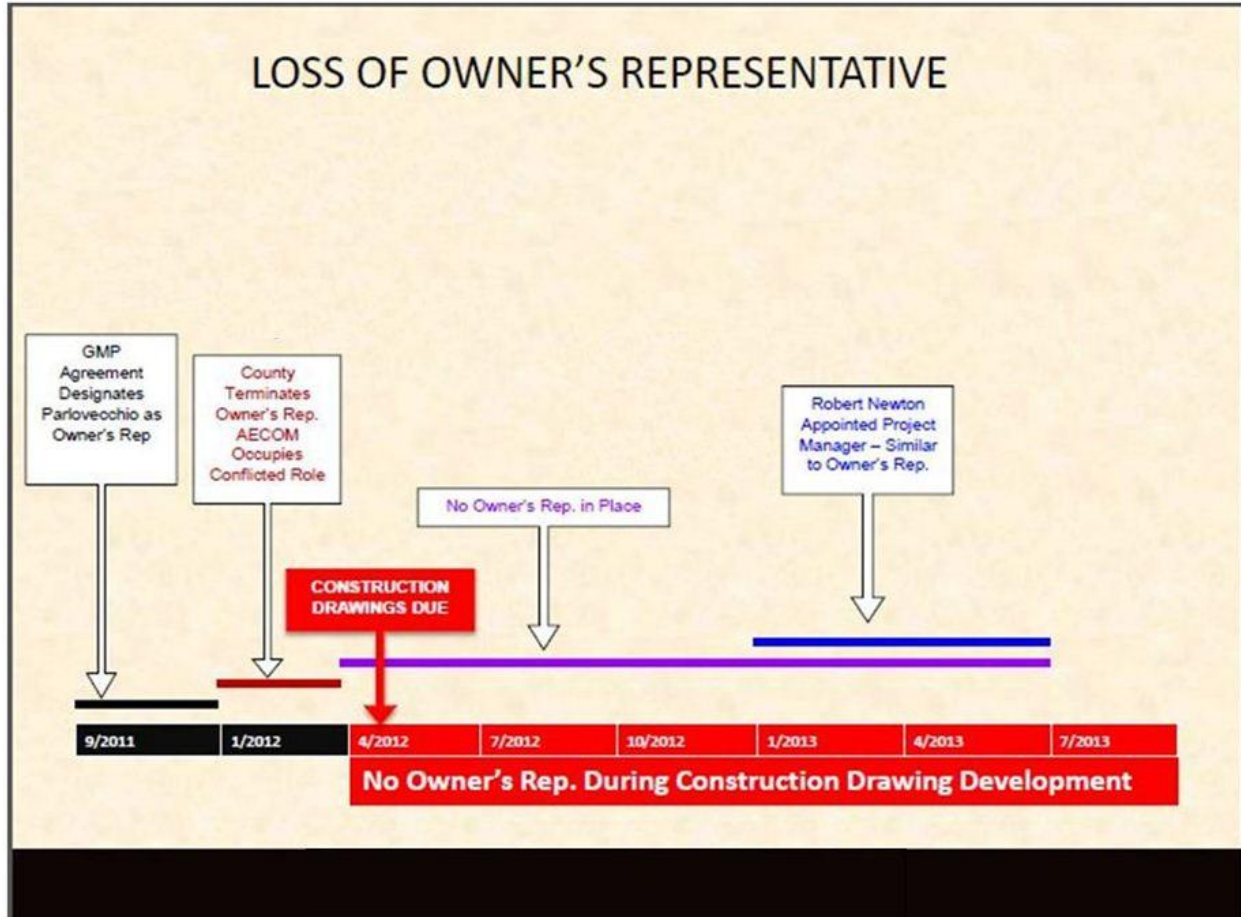 LOSS OF OWNER'S REPRESENTATIVE
GMP
Agreement
Designates
Parlovecchio as
Owner's Rep
County
Terminates
Owner's Rep.
AECOM
Occupies
Conflicted Role
No Owner's Rep. in Place
Robert Newton
Appointed Project
Manager – Similar
to Owner's Rep.
CONSTRUCTION
DRAWINGS DUE
9/2011 1/2012 4/2012 7/2012 10/2012 1/2013 4/2013 7/2013
No Owner's Rep. During Construction Drawing Development